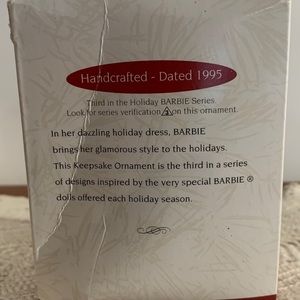 Handcrafted - Dated 1995
Third in the Holiday BARBIE Series.
Look for series verification 3 on this ornament.
In her dazzling holiday dress, BARBIE
brings her glamorous style to the holidays.
This Keepsake Ornament is the third in a series
of designs inspired by the very special BARBIE ®
dolls offered each holiday season.